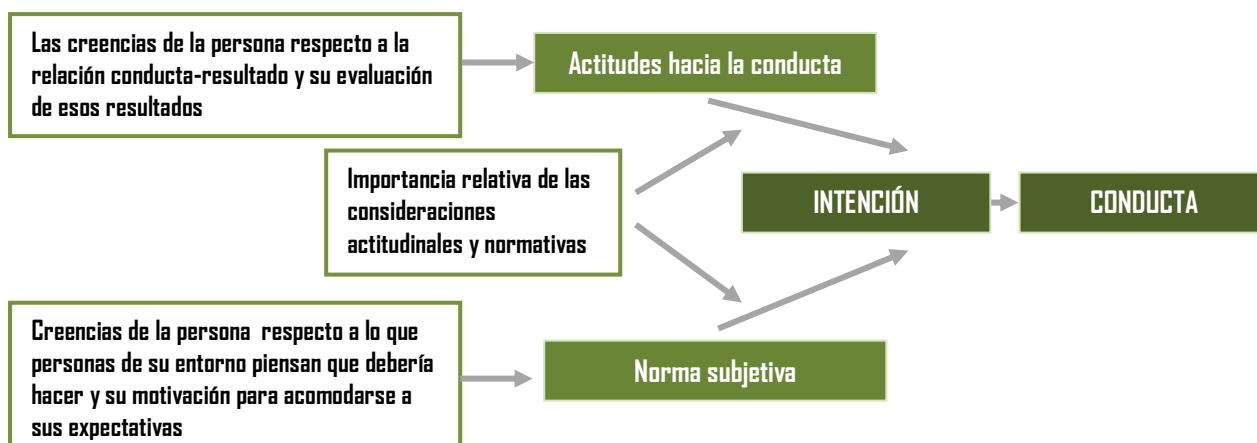 Las creencias de la persona respecto a la
relación conducta-resultado y su evaluación
de esos resultados
Actitudes hacia la conducta
Importancia relativa de las
consideraciones
actitudinales y normativas
INTENCIÓN
CONDUCTA
Creencias de la persona respecto a lo que
personas de su entorno piensan que debería
hacer y su motivación para acomodarse a
sus expectativas
Norma subjetiva